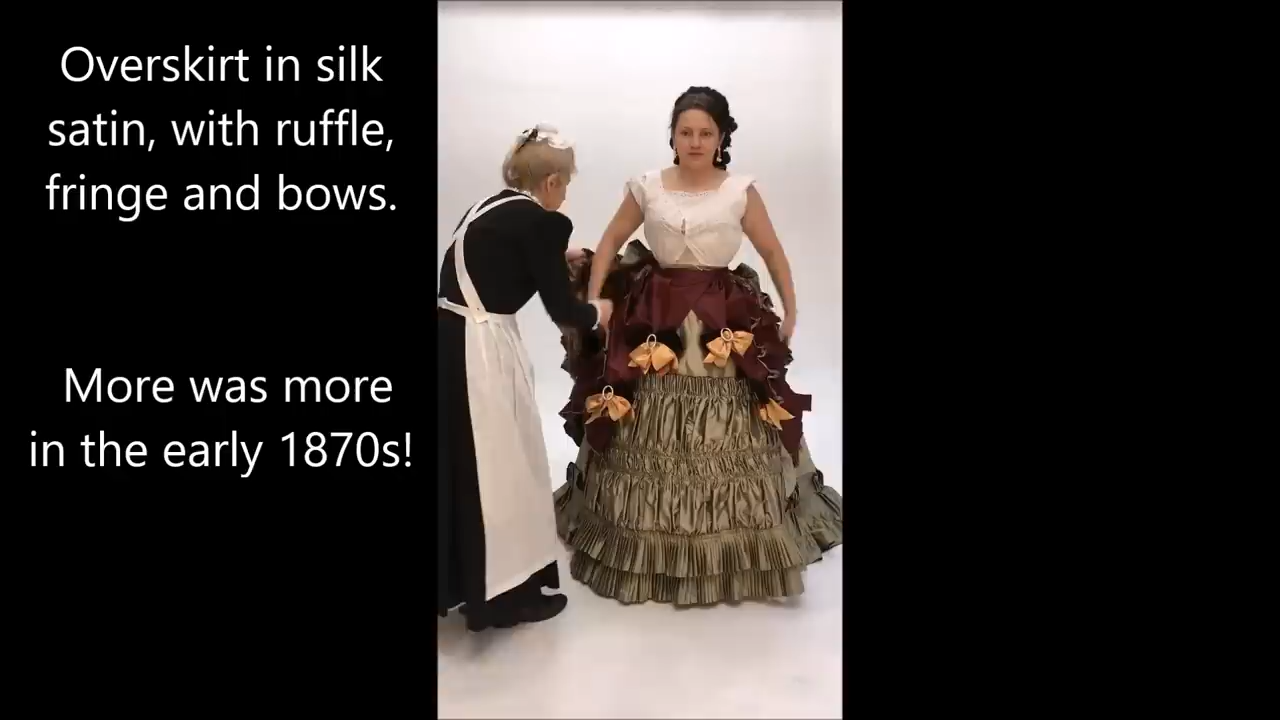 Overskirt in silk
satin, with ruffle,
fringe and bows.
More was more
in the early 1870s!